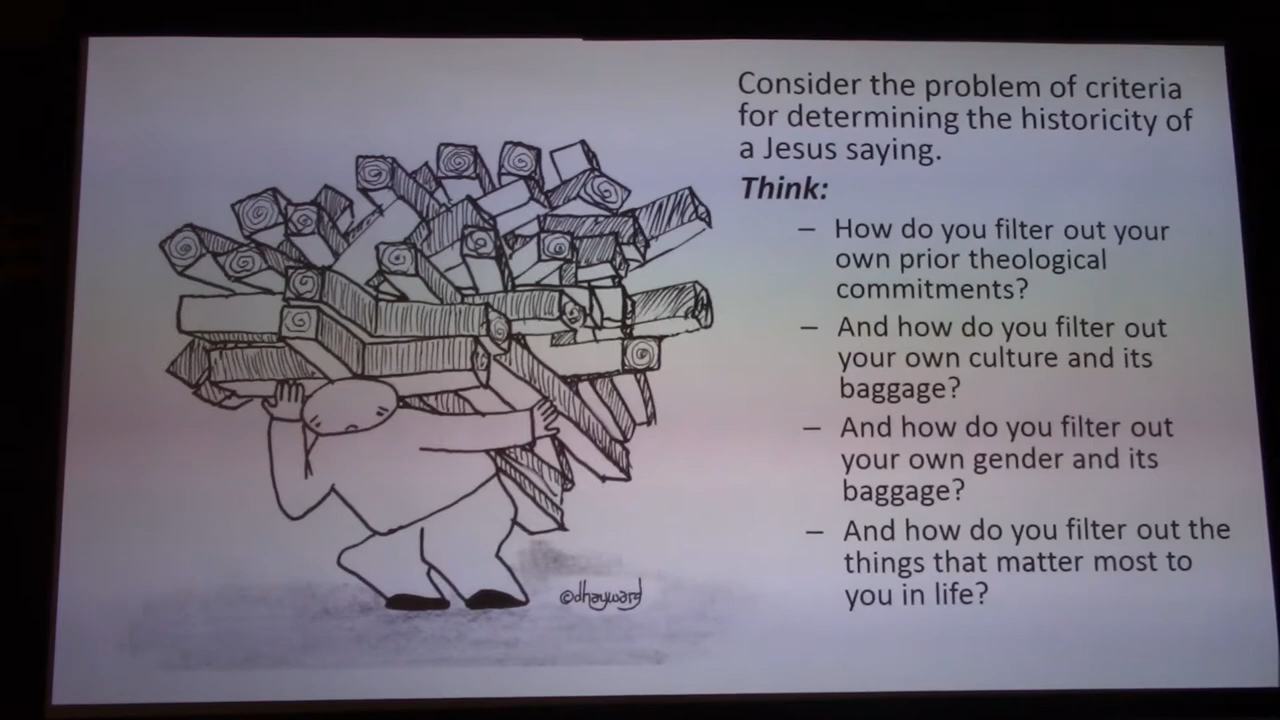 Consider the problem of criteria
for determining the historicity of
a Jesus saying.
Think:
– How do you filter out your
own prior theological
commitments?
– And how do you filter out
your own culture and its
baggage?
– And how do you filter out
your own gender and its
baggage?
– And how do you filter out the
things that matter most to
you in life?
©dhayward